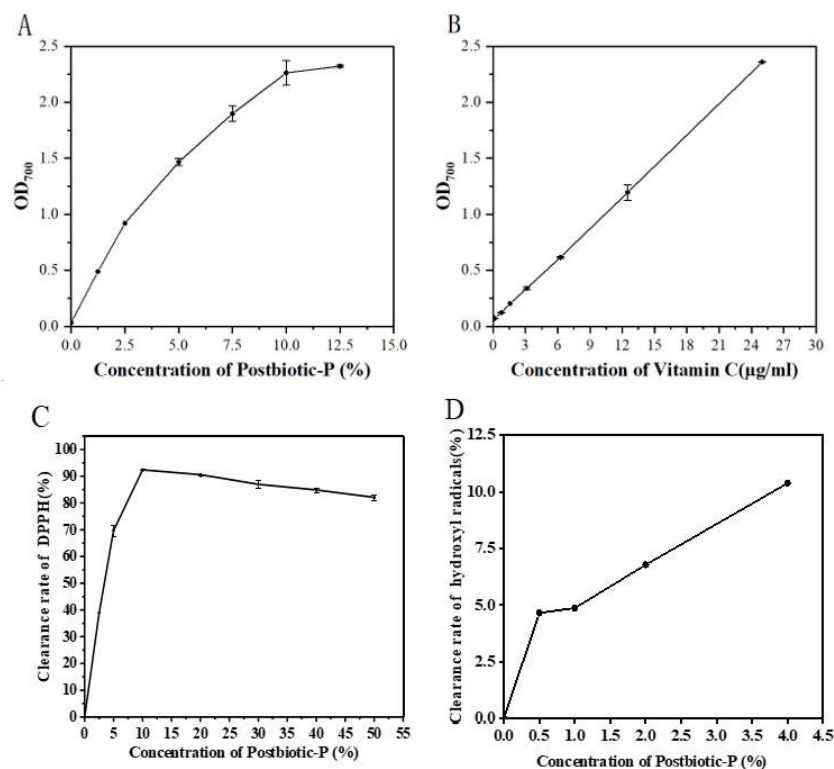 A
2.5
2.0
1.5
1.0
0.5
0.0
OD700
0.0 2.5 5.0 7.5 10.0 12.5 15.0
Concentration of Postbiotic-P (%)
B
2.5
2.0
1.5
1.0
0.5
0.0
OD700
0 3 6 9 12 15 18 21 24 27 30
Concentration of Vitamin C(μg/ml)
C
100
90
80
70
60
50
40
30
20
10
0
Clearance rate of DPPH(%)
0 5 10 15 20 25 30 35 40 45 50 55
Concentration of Postbiotic-P (%)
D
12.5
10.0
7.5
5.0
2.5
0.0
Clearance rate of hydroxyl radicals(%)
0.0 0.5 1.0 1.5 2.0 2.5 3.0 3.5 4.0 4.5
Concentration of Postbiotic-P (%)